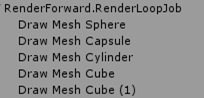 RenderForward.RenderLoopJob
Draw Mesh Sphere
Draw Mesh Capsule
Draw Mesh Cylinder
Draw Mesh Cube
Draw Mesh Cube (1)